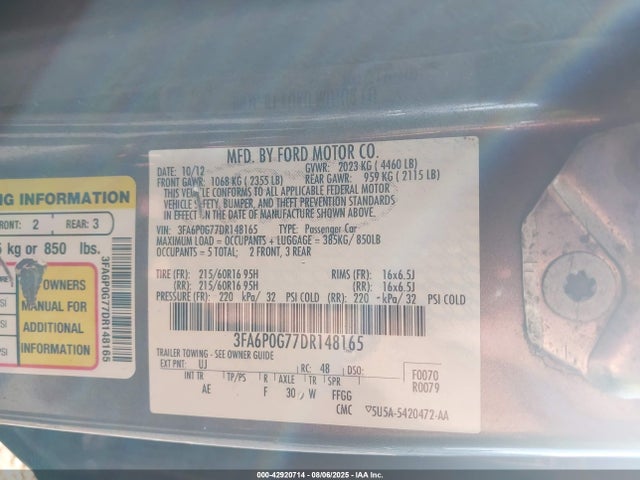 MFD. BY FORD MOTOR CO.
DATE: 10/12 GVWR: 2023 KG ( 4460 LB)
FRONT GAWR: 1068 KG ( 2355 LB) REAR GAWR: 959 KG ( 2115 LB)
THIS VEHICLE CONFORMS TO ALL APPLICABLE FEDERAL MOTOR
VEHICLE SAFETY, BUMPER, AND THEFT PREVENTION STANDARDS
IN EFFECT ON THE DATE OF MANUFACTURE SHOWN ABOVE.
VIN: 3FA6P0G77DR148165 TYPE: Passenger Car
MAXIMUM LOAD = OCCUPANTS + LUGGAGE = 385KG/ 850LB
OCCUPANTS = 5 TOTAL: 2 FRONT, 3 REAR
TIRE (FR): 215/60R16 95H RIMS (FR): 16x6.5J
(RR): 215/60R16 95H (RR): 16x6.5J
PRESSURE (FR): 220 kPa/ 32 PSI COLD (RR): 220 kPa/ 32 PSI COLD
3FA6P0G77DR148165
TRAILER TOWING - SEE OWNER GUIDE
EXT PNT: UJ RC: 48 DSO: F0070
R0079
INT TR TP/PS R AXLE TR SPR
AE F 30 W FFGG
CMC 5U5A-5420472-AA
ING INFORMATION
FRONT: 2 REAR: 3
kg or 850 lbs.
OWNERS
MANUAL FOR
ADDITIONAL
INFORMATION
PSI
PSI
PSI
3FA6P0G77DR148165
000-42920714 - 08/06/2025 - IAA Inc.